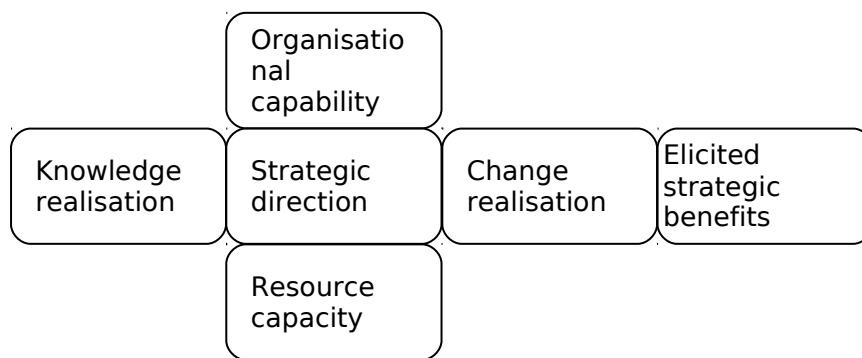 Organisatio
nal
capability
Knowledge
realisation
Strategic
direction
Change
realisation
Elicited
strategic
benefits
Resource
capacity